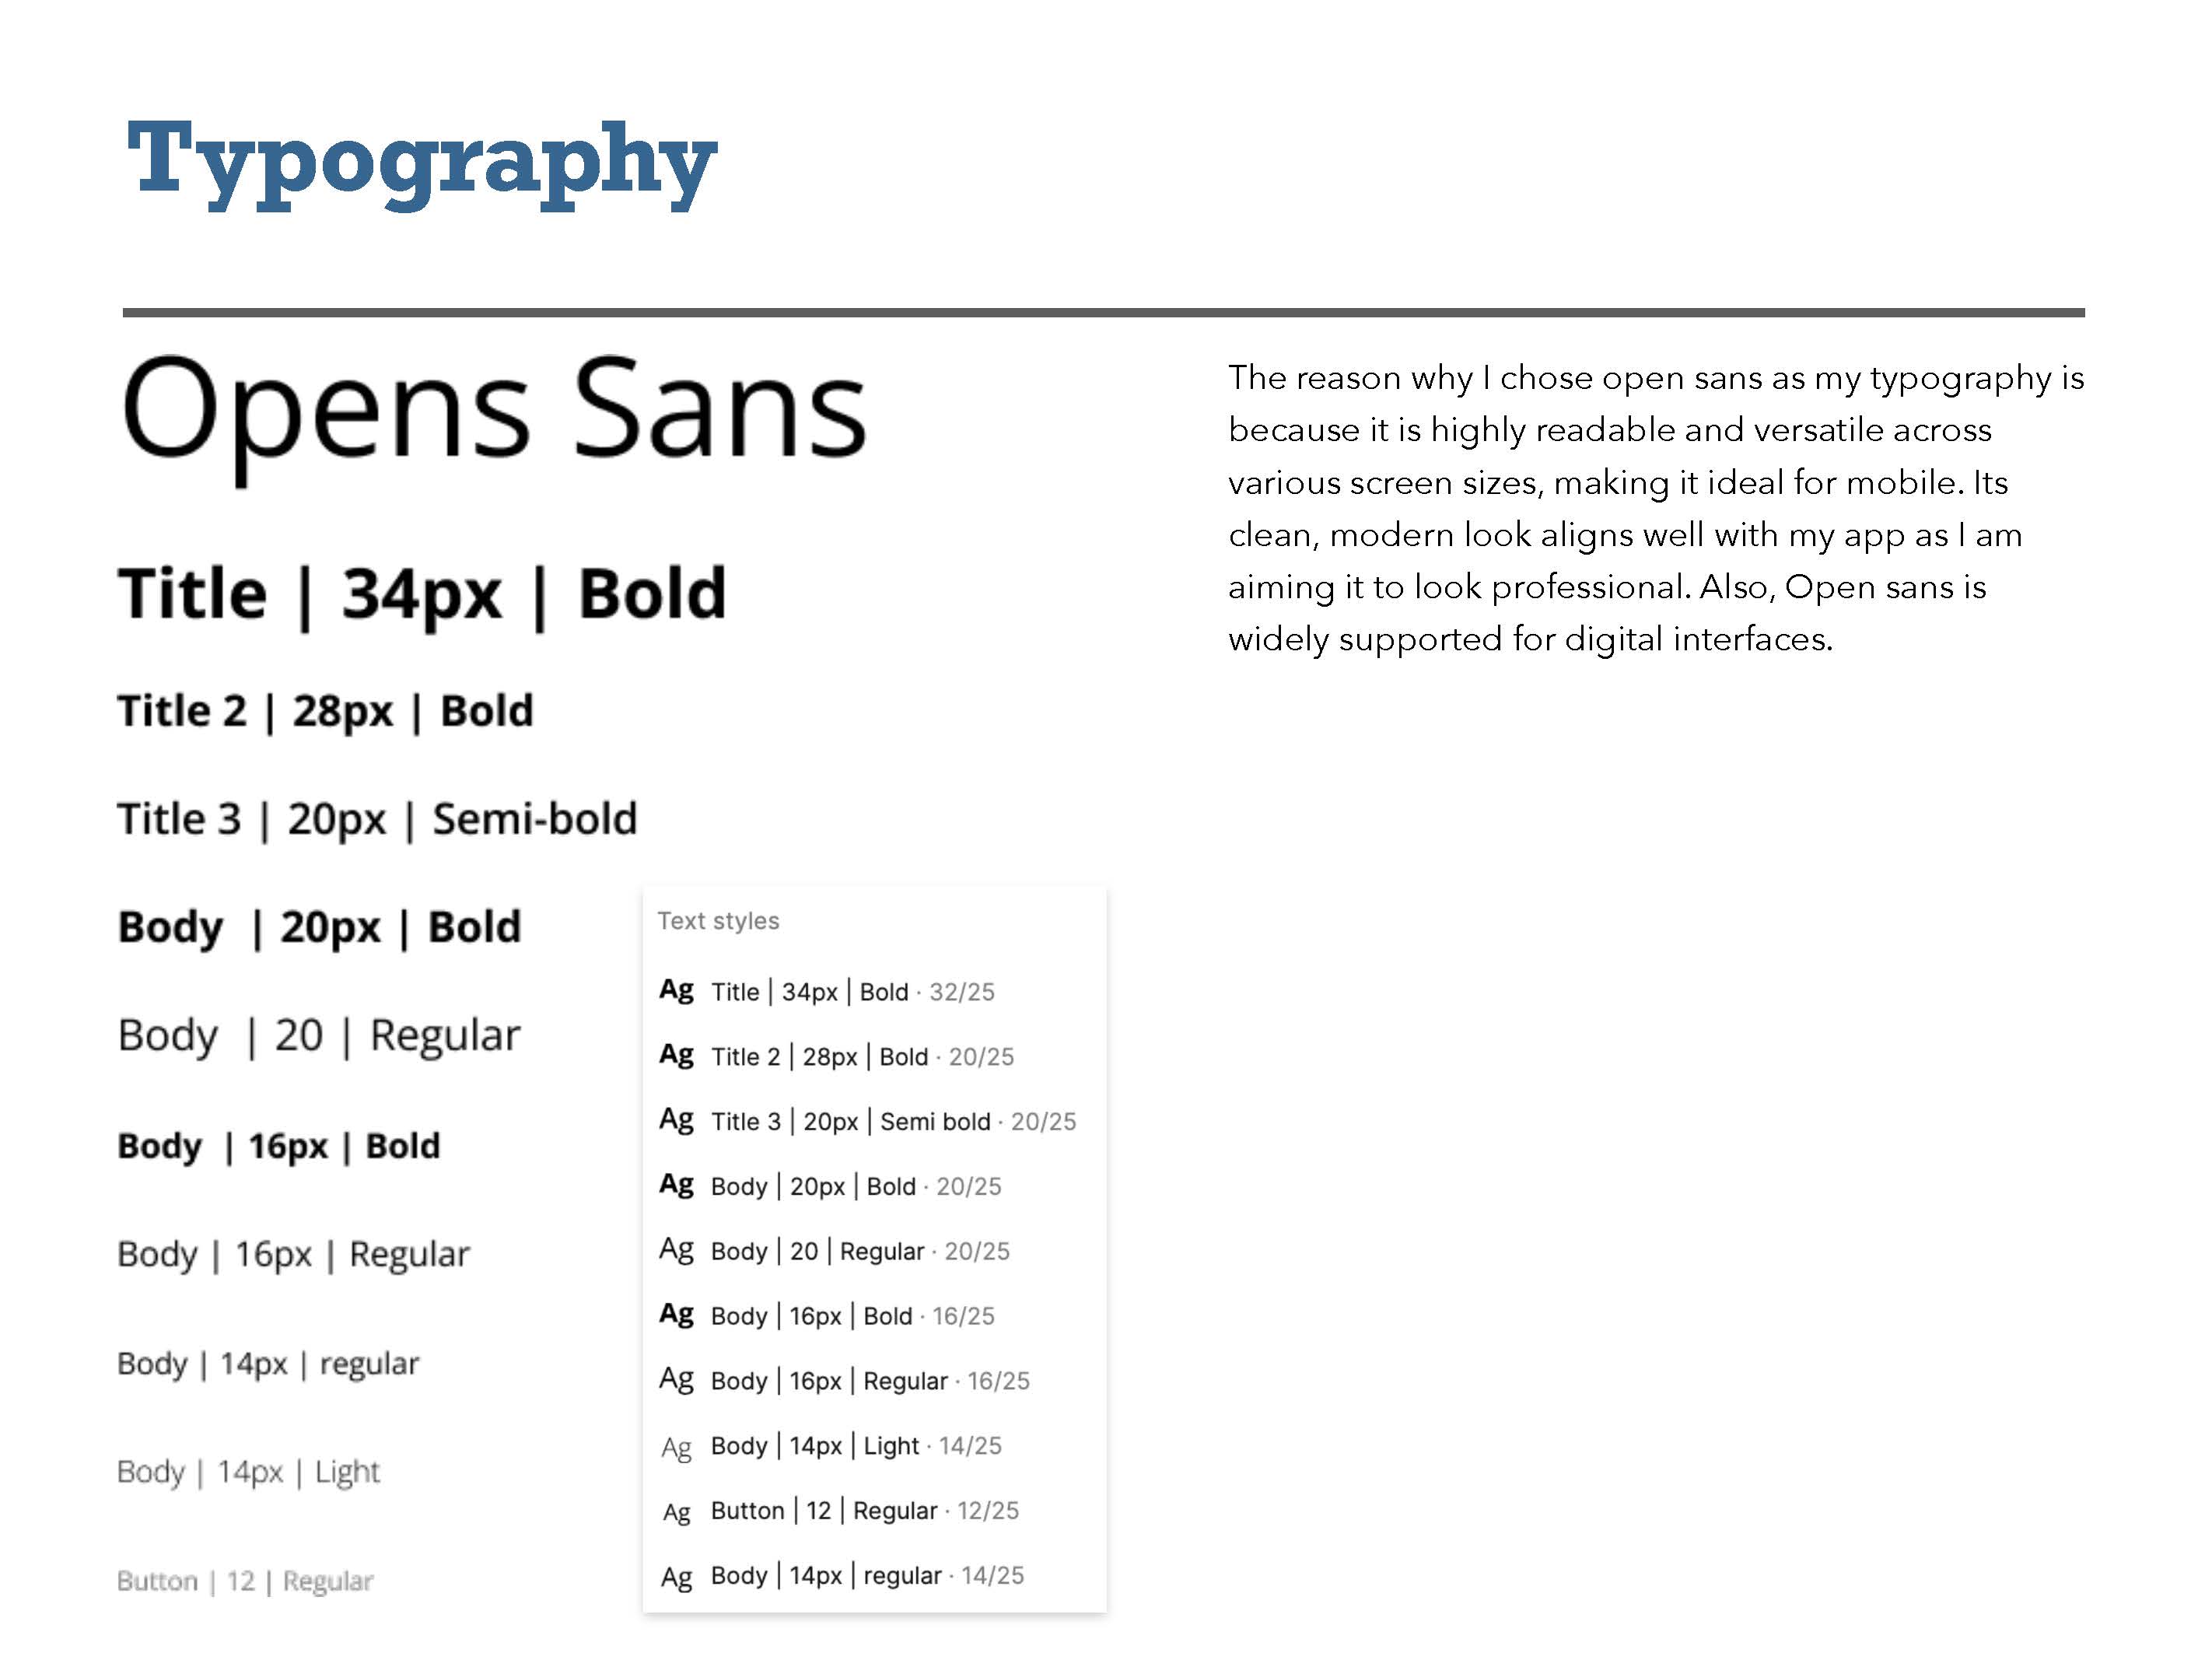 Typography
Opens Sans
Title | 34px | Bold
Title 2 | 28px | Bold
Title 3 | 20px | Semi-bold
Body | 20px | Bold
Body | 20 | Regular
Body | 16px | Bold
Body | 16px | Regular
Body | 14px | regular
Body | 14px | Light
Button | 12 | Regular
Text styles
Ag Title | 34px | Bold · 32/25
Ag Title 2 | 28px | Bold · 20/25
Ag Title 3 | 20px | Semi bold · 20/25
Ag Body | 20px | Bold · 20/25
Ag Body | 20 | Regular · 20/25
Ag Body | 16px | Bold · 16/25
Ag Body | 16px | Regular · 16/25
Ag Body | 14px | Light · 14/25
Ag Button | 12 | Regular · 12/25
Ag Body | 14px | regular · 14/25
The reason why I chose open sans as my typography is
because it is highly readable and versatile across
various screen sizes, making it ideal for mobile. Its
clean, modern look aligns well with my app as I am
aiming it to look professional. Also, Open sans is
widely supported for digital interfaces.